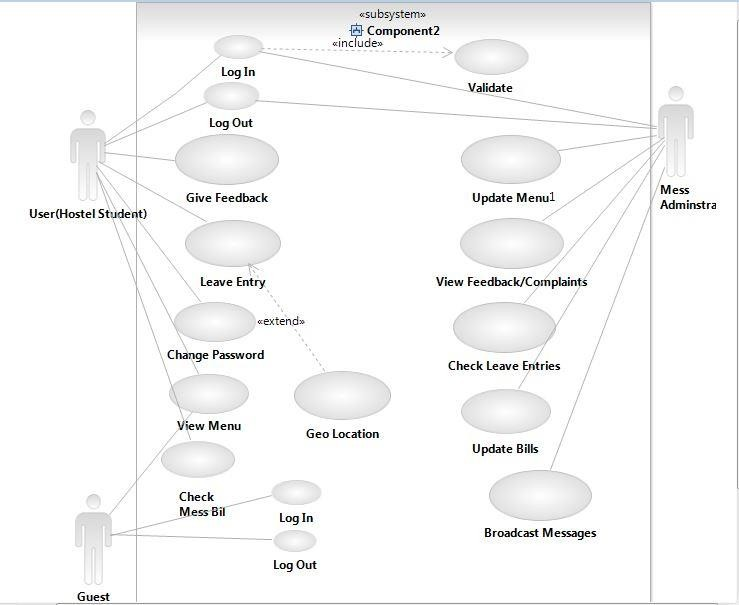 «subsystem»
Component2
«include»
Log In
Validate
Log Out
Give Feedback
Update Menu1
Mess
Adminstra
User(Hostel Student)
Leave Entry
View Feedback/Complaints
«extend»
Change Password
Check Leave Entries
View Menu
Geo Location
Update Bills
Check
Mess Bil
Log In
Broadcast Messages
Log Out
Guest